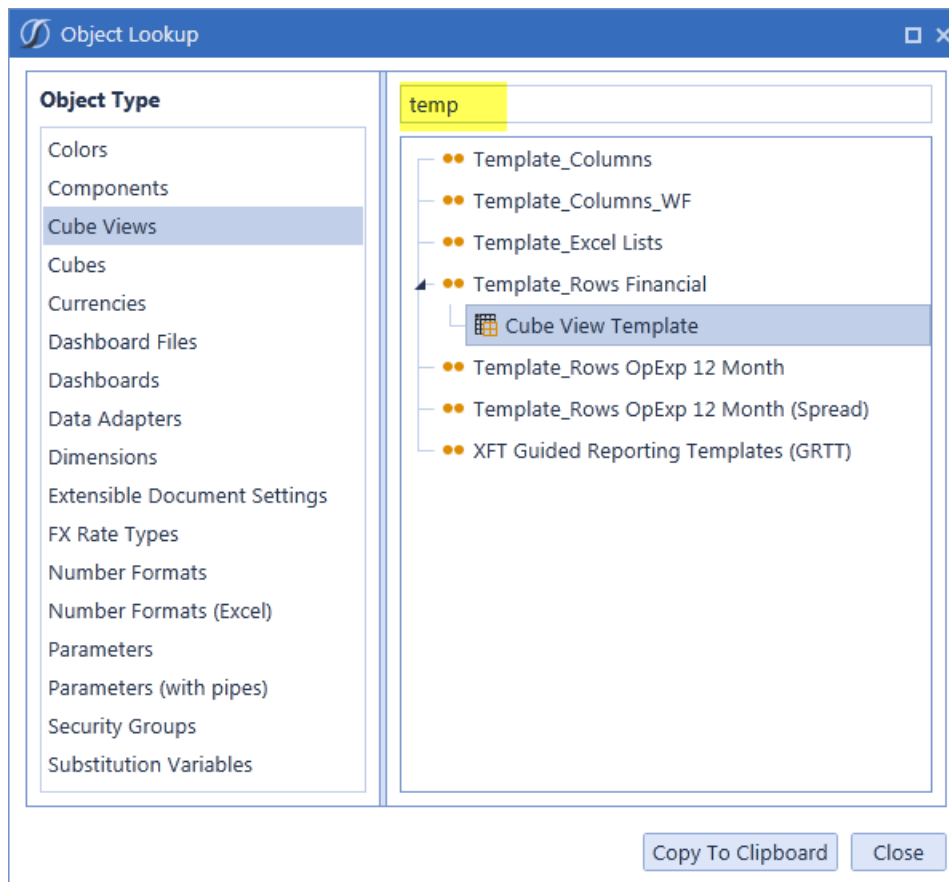 Object Lookup
Object Type
Colors
Components
Cube Views
Cubes
Currencies
Dashboard Files
Dashboards
Data Adapters
Dimensions
Extensible Document Settings
FX Rate Types
Number Formats
Number Formats (Excel)
Parameters
Parameters (with pipes)
Security Groups
Substitution Variables
temp
Template_Columns
Template_Columns_WF
Template_Excel Lists
Template_Rows Financial
Cube View Template
Template_Rows OpExp 12 Month
Template_Rows OpExp 12 Month (Spread)
XFT Guided Reporting Templates (GRTT)
Copy To Clipboard
Close